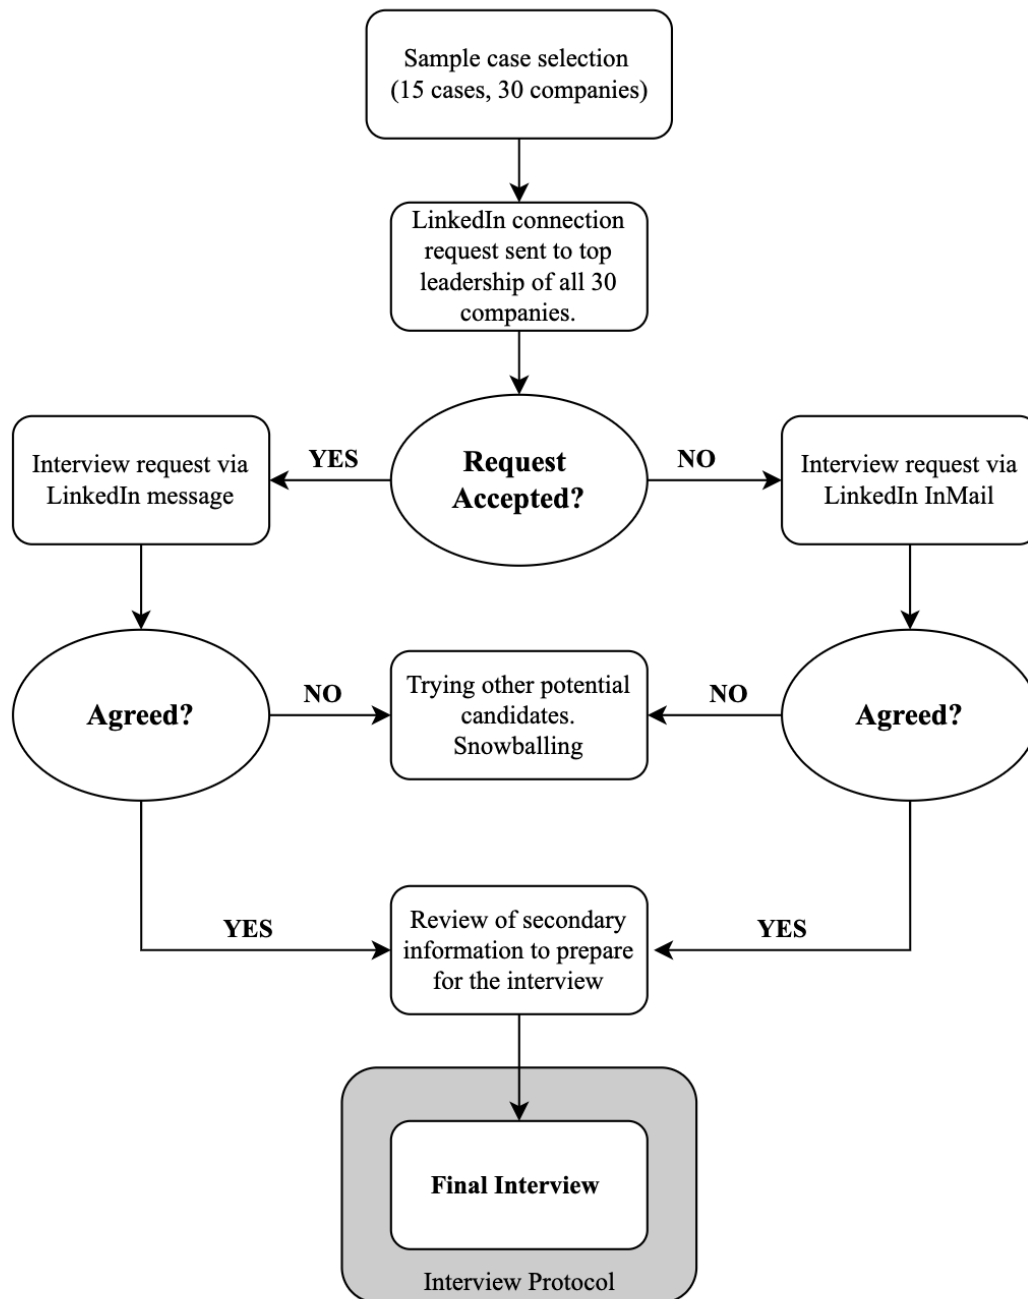 Sample case selection
(15 cases, 30 companies)
LinkedIn connection
request sent to top
leadership of all 30
companies.
YES
Request
Accepted?
NO
Interview request via
LinkedIn message
Interview request via
LinkedIn InMail
Agreed?
NO
Trying other potential
candidates.
Snowballing
NO
Agreed?
YES
Review of secondary
information to prepare
for the interview
YES
Final Interview
Interview Protocol